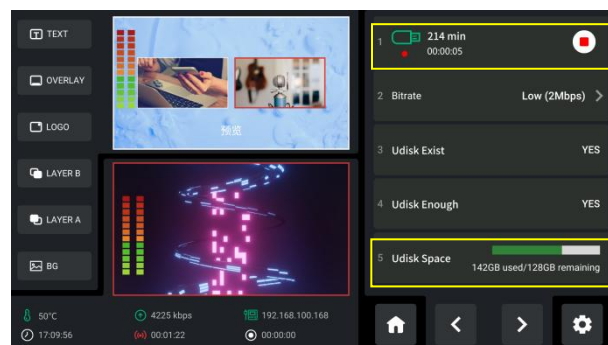 TEXT
OVERLAY
LOGO
LAYER B
LAYER A
BG
预览
50°C
4225 kbps
192.168.100.168
17:09:56
00:01:22
00:00:00
1 214 min
00:00:05
2 Bitrate Low (2Mbps)
3 Udisk Exist YES
4 Udisk Enough YES
5 Udisk Space
142GB used/128GB remaining